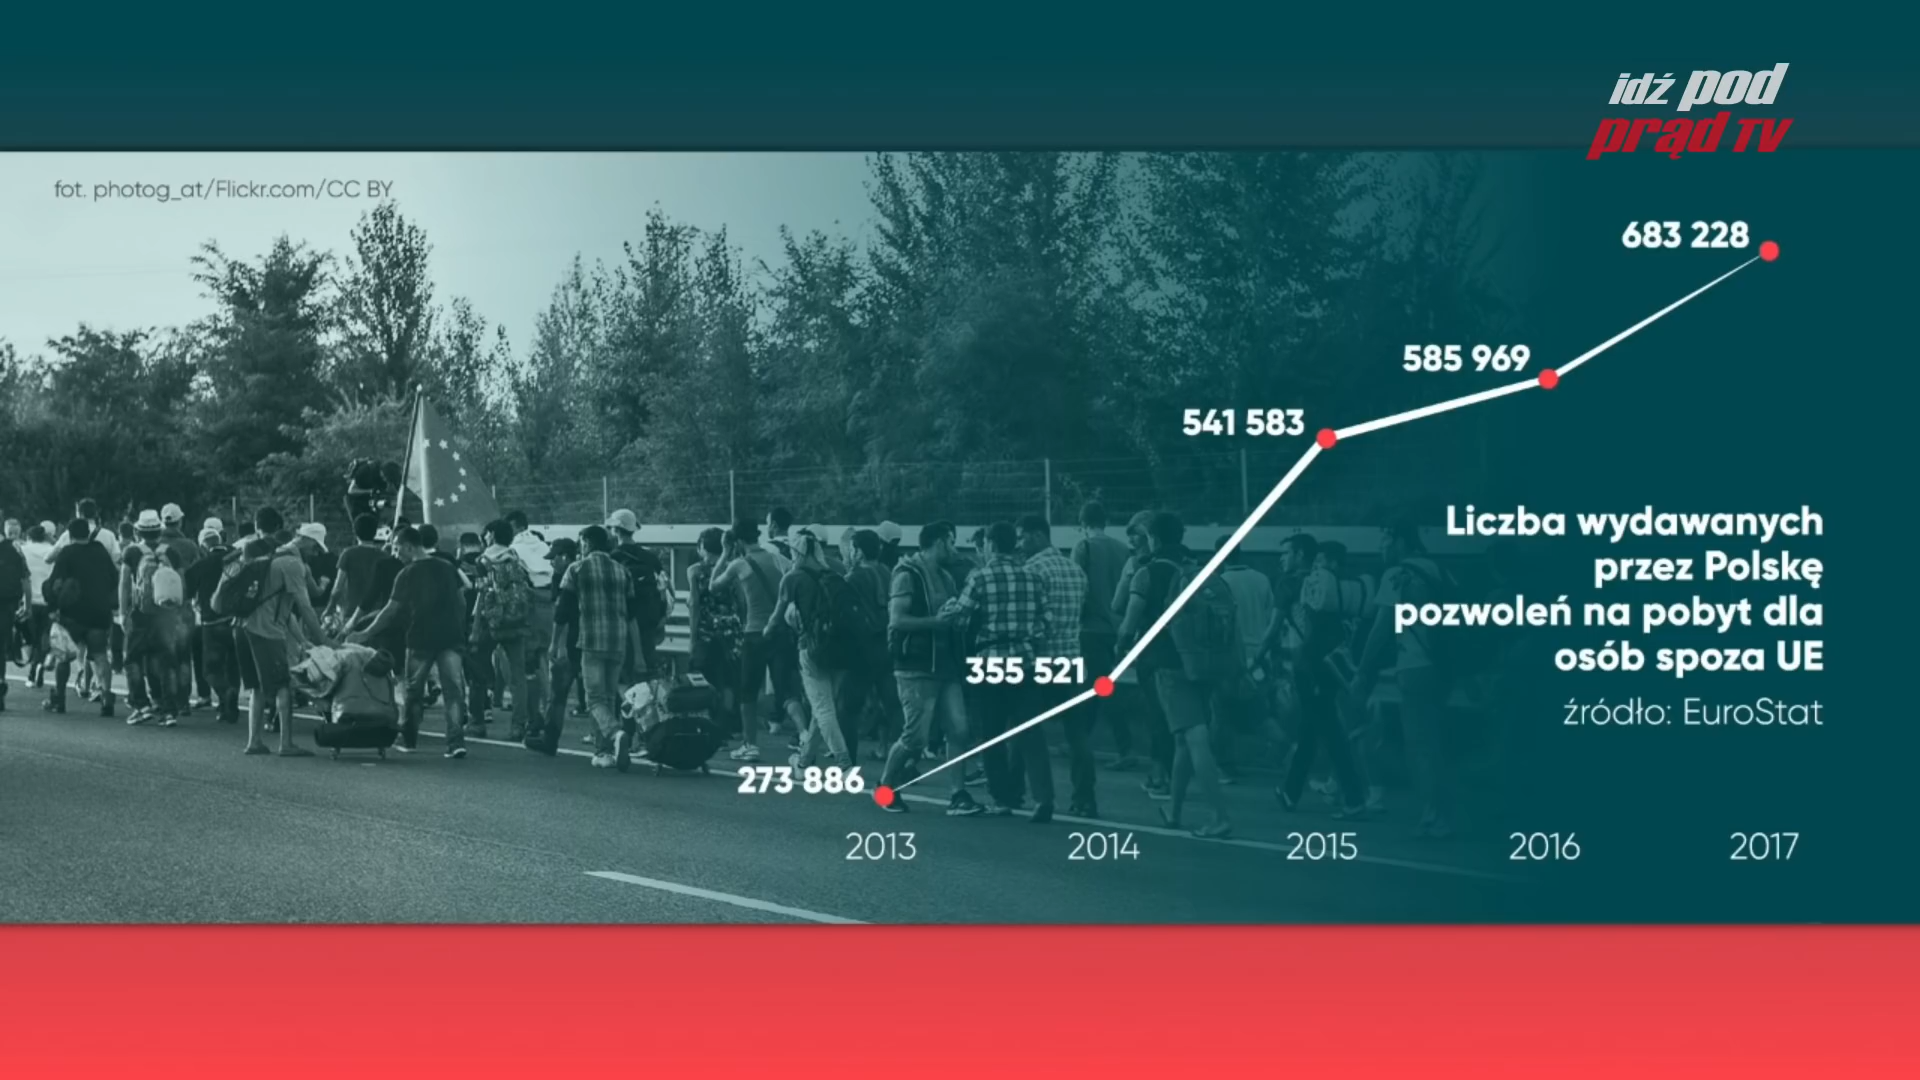 idź pod
prąd TV
fot. photog_at/Flickr.com/CC BY
683 228
585 969
541 583
355 521
273 886
Liczba wydawanych
przez Polskę
pozwoleń na pobyt dla
osób spoza UE
źródło: EuroStat
2013 2014 2015 2016 2017